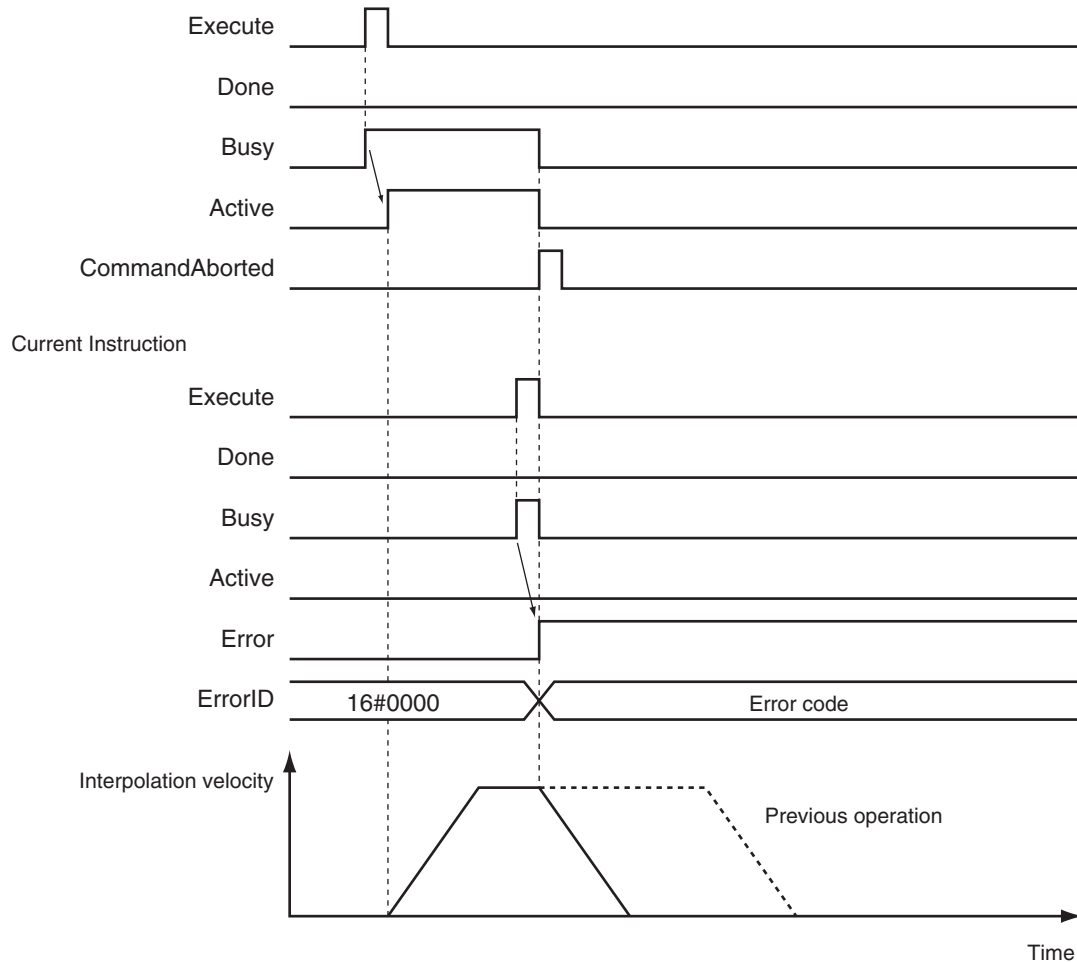 Execute
Done
Busy
Active
CommandAborted
Current Instruction
Execute
Done
Busy
Active
Error
ErrorID 16#0000 Error code
Interpolation velocity
Previous operation
Time